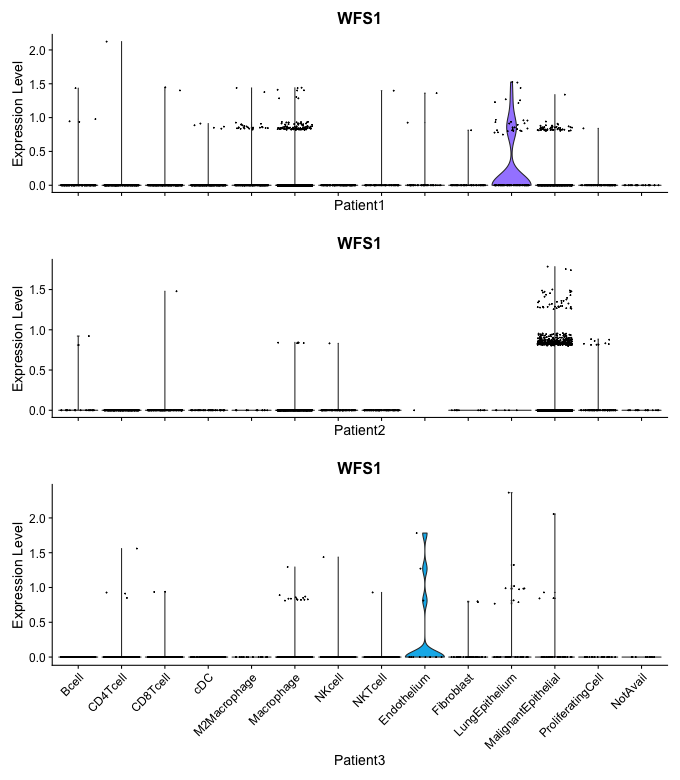 WFS1
Expression Level
2.0
1.5
1.0
0.5
0.0
Patient1
WFS1
Expression Level
1.5
1.0
0.5
0.0
Patient2
WFS1
Expression Level
2.0
1.5
1.0
0.5
0.0
Bcell
CD4Tcell
CD8Tcell
cDC
M2Macrophage
Macrophage
NKcell
NKTcell
Endothelium
Fibroblast
LungEpithelium
MalignantEpithelial
ProliferatingCell
NotAvail
Patient3